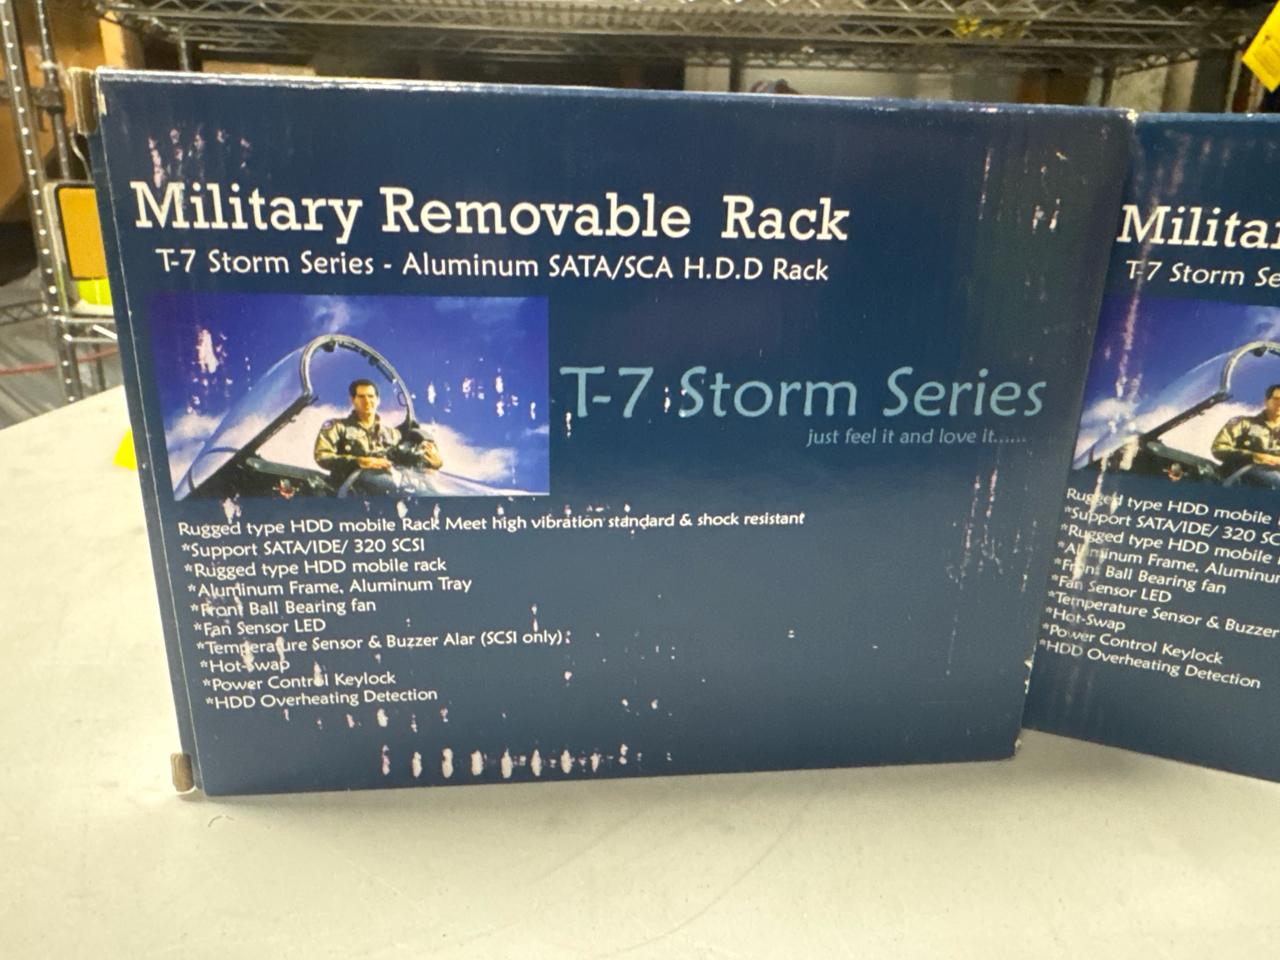 Military Removable Rack
T-7 Storm Series - Aluminum SATA/SCA H.D.D Rack
T-7 Storm Series
just feel it and love it......
Rugged type HDD mobile Rack Meet high vibration standard & shock resistant
*Support SATA/IDE/ 320 SCSI
*Rugged type HDD mobile rack
*Aluminum Frame, Aluminum Tray
*Front Ball Bearing fan
*Fan Sensor LED
*Temperature Sensor & Buzzer Alar (SCSI only)
*Hot-Swap
*Power Control Keylock
*HDD Overheating Detection
Milita
T-7 Storm Se
Rugged type HDD mobile
*Support SATA/IDE/ 320 SC
*Rugged type HDD mobile
*Aluminum Frame, Aluminu
*Front Ball Bearing fan
*Fan Sensor LED
*Temperature Sensor & Buzzer
*Hot-Swap
*Power Control Keylock
*HDD Overheating Detection